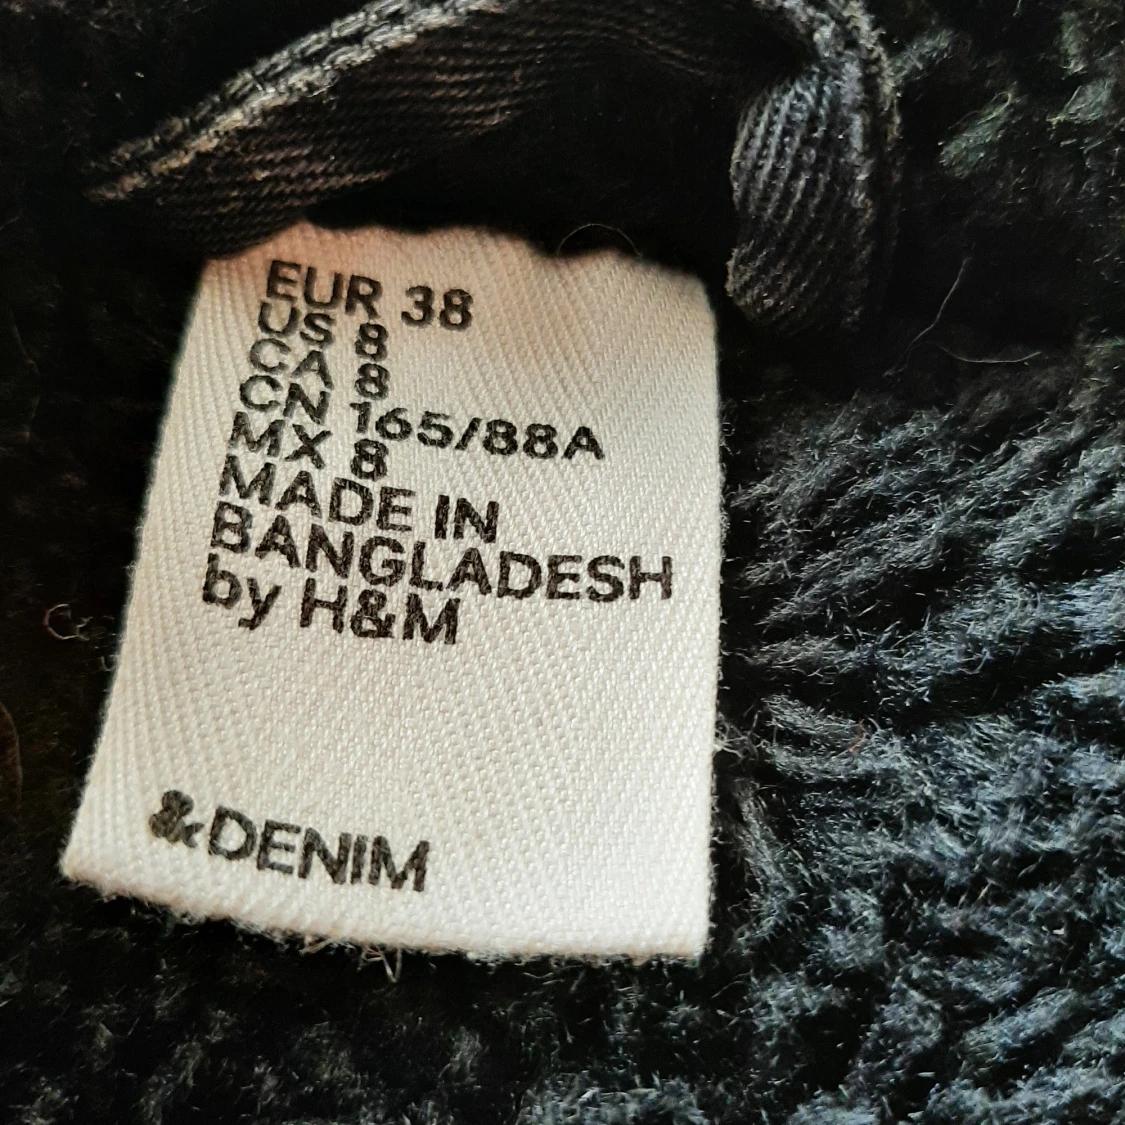 EUR 38
US 8
CA 8
CN 165/88A
MX 8
MADE IN
BANGLADESH
by H&M
&DENIM